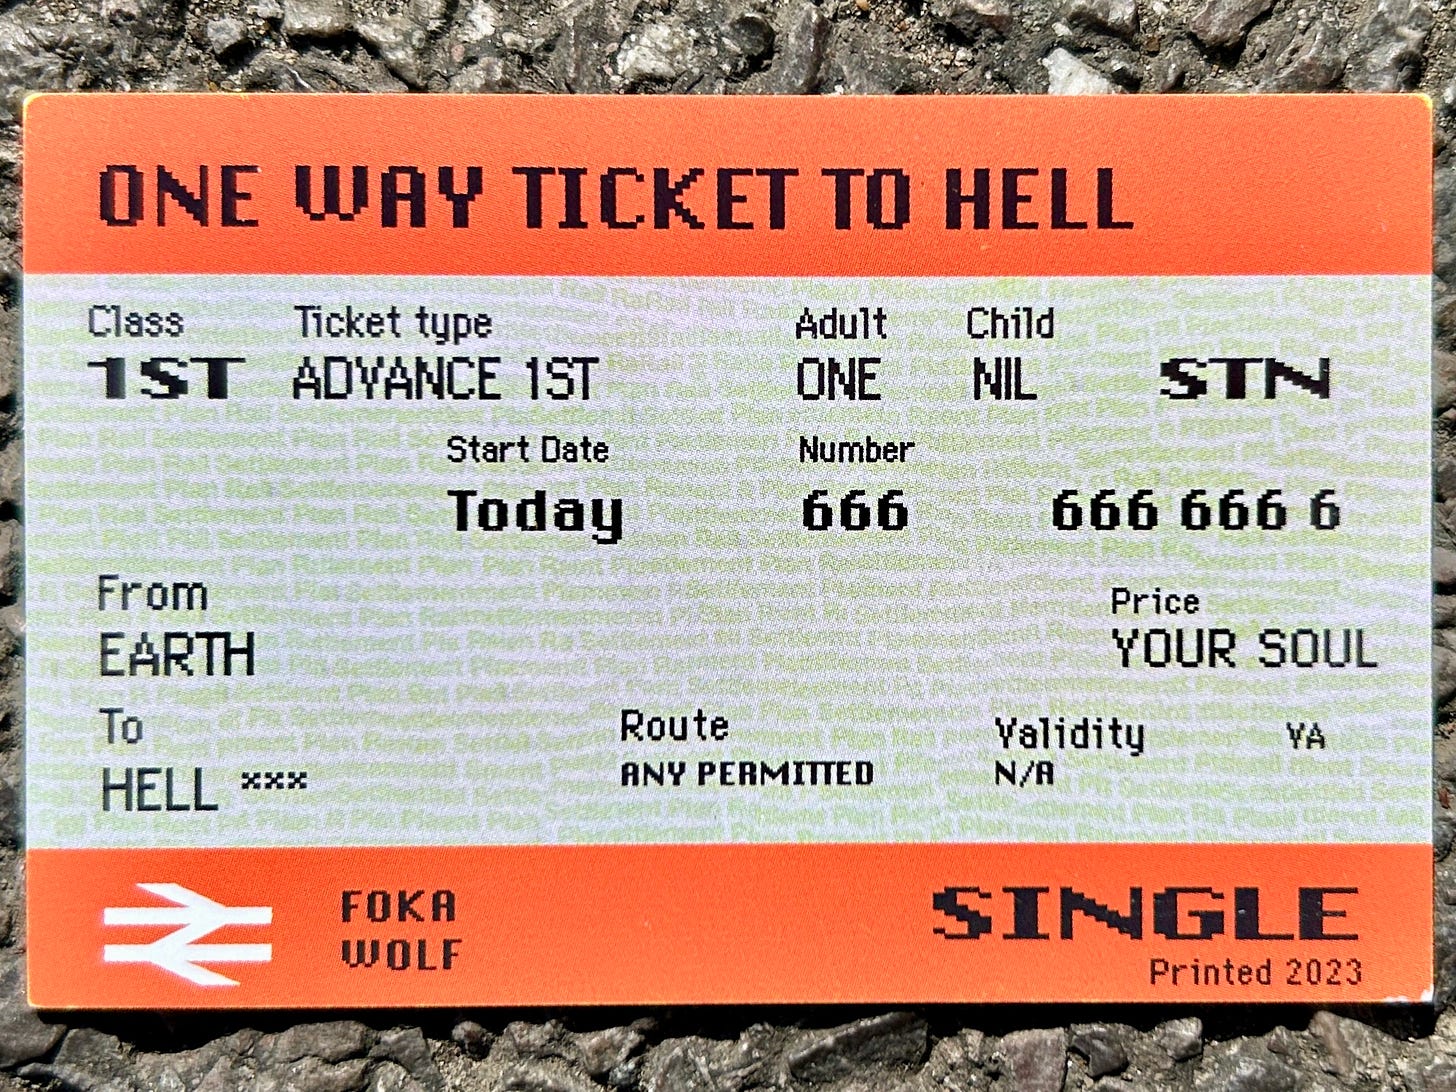 ONE WAY TICKET TO HELL
Class Ticket type Adult Child
1ST ADVANCE 1ST ONE NIL STN
Start Date Number
Today 666 666 666 6
From
EARTH
Price
YOUR SOUL
To Route Validity VA
HELL *** ANY PERMITTED N/A
FOKA
WOLF
SINGLE
Printed 2023